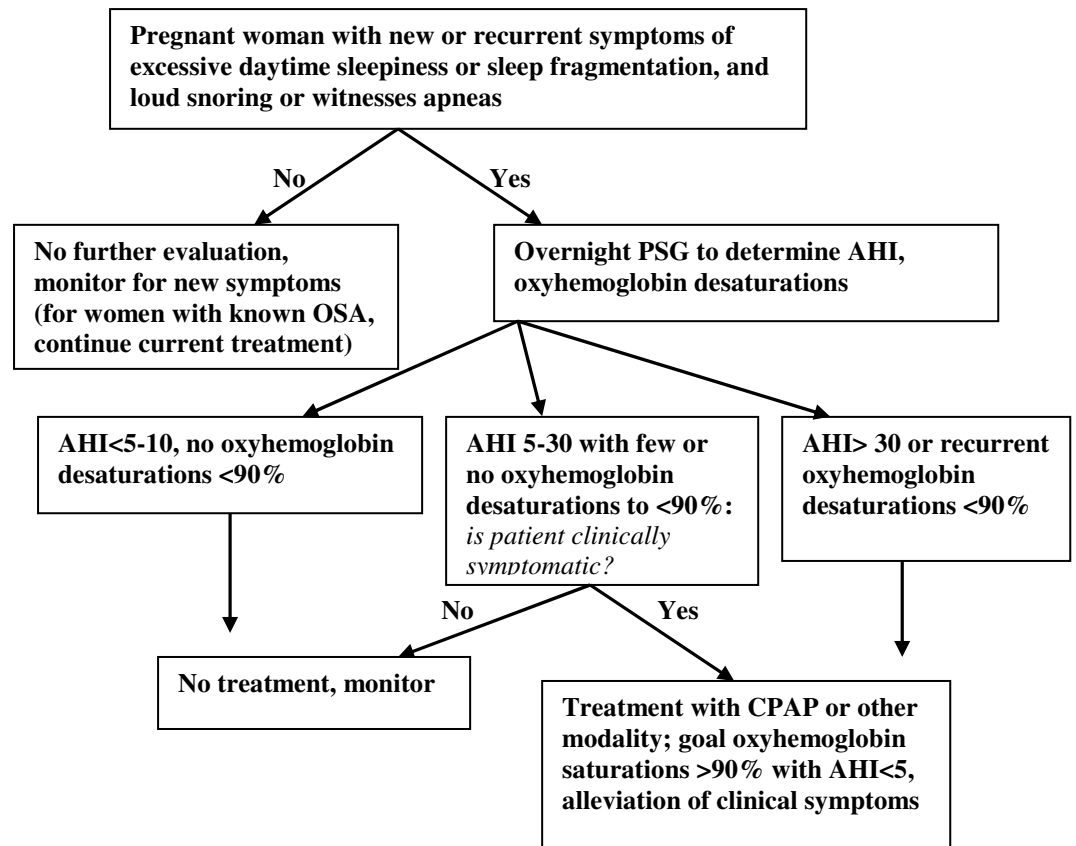 Pregnant woman with new or recurrent symptoms of
excessive daytime sleepiness or sleep fragmentation, and
loud snoring or witnesses apneas
No
Yes
No further evaluation,
monitor for new symptoms
(for women with known OSA,
continue current treatment)
Overnight PSG to determine AHI,
oxyhemoglobin desaturations
AHI<5-10, no oxyhemoglobin
desaturations <90%
AHI 5-30 with few or
no oxyhemoglobin
desaturations to <90%:
is patient clinically
symptomatic?
AHI> 30 or recurrent
oxyhemoglobin
desaturations <90%
No
Yes
No treatment, monitor
Treatment with CPAP or other
modality; goal oxyhemoglobin
saturations >90% with AHI<5,
alleviation of clinical symptoms